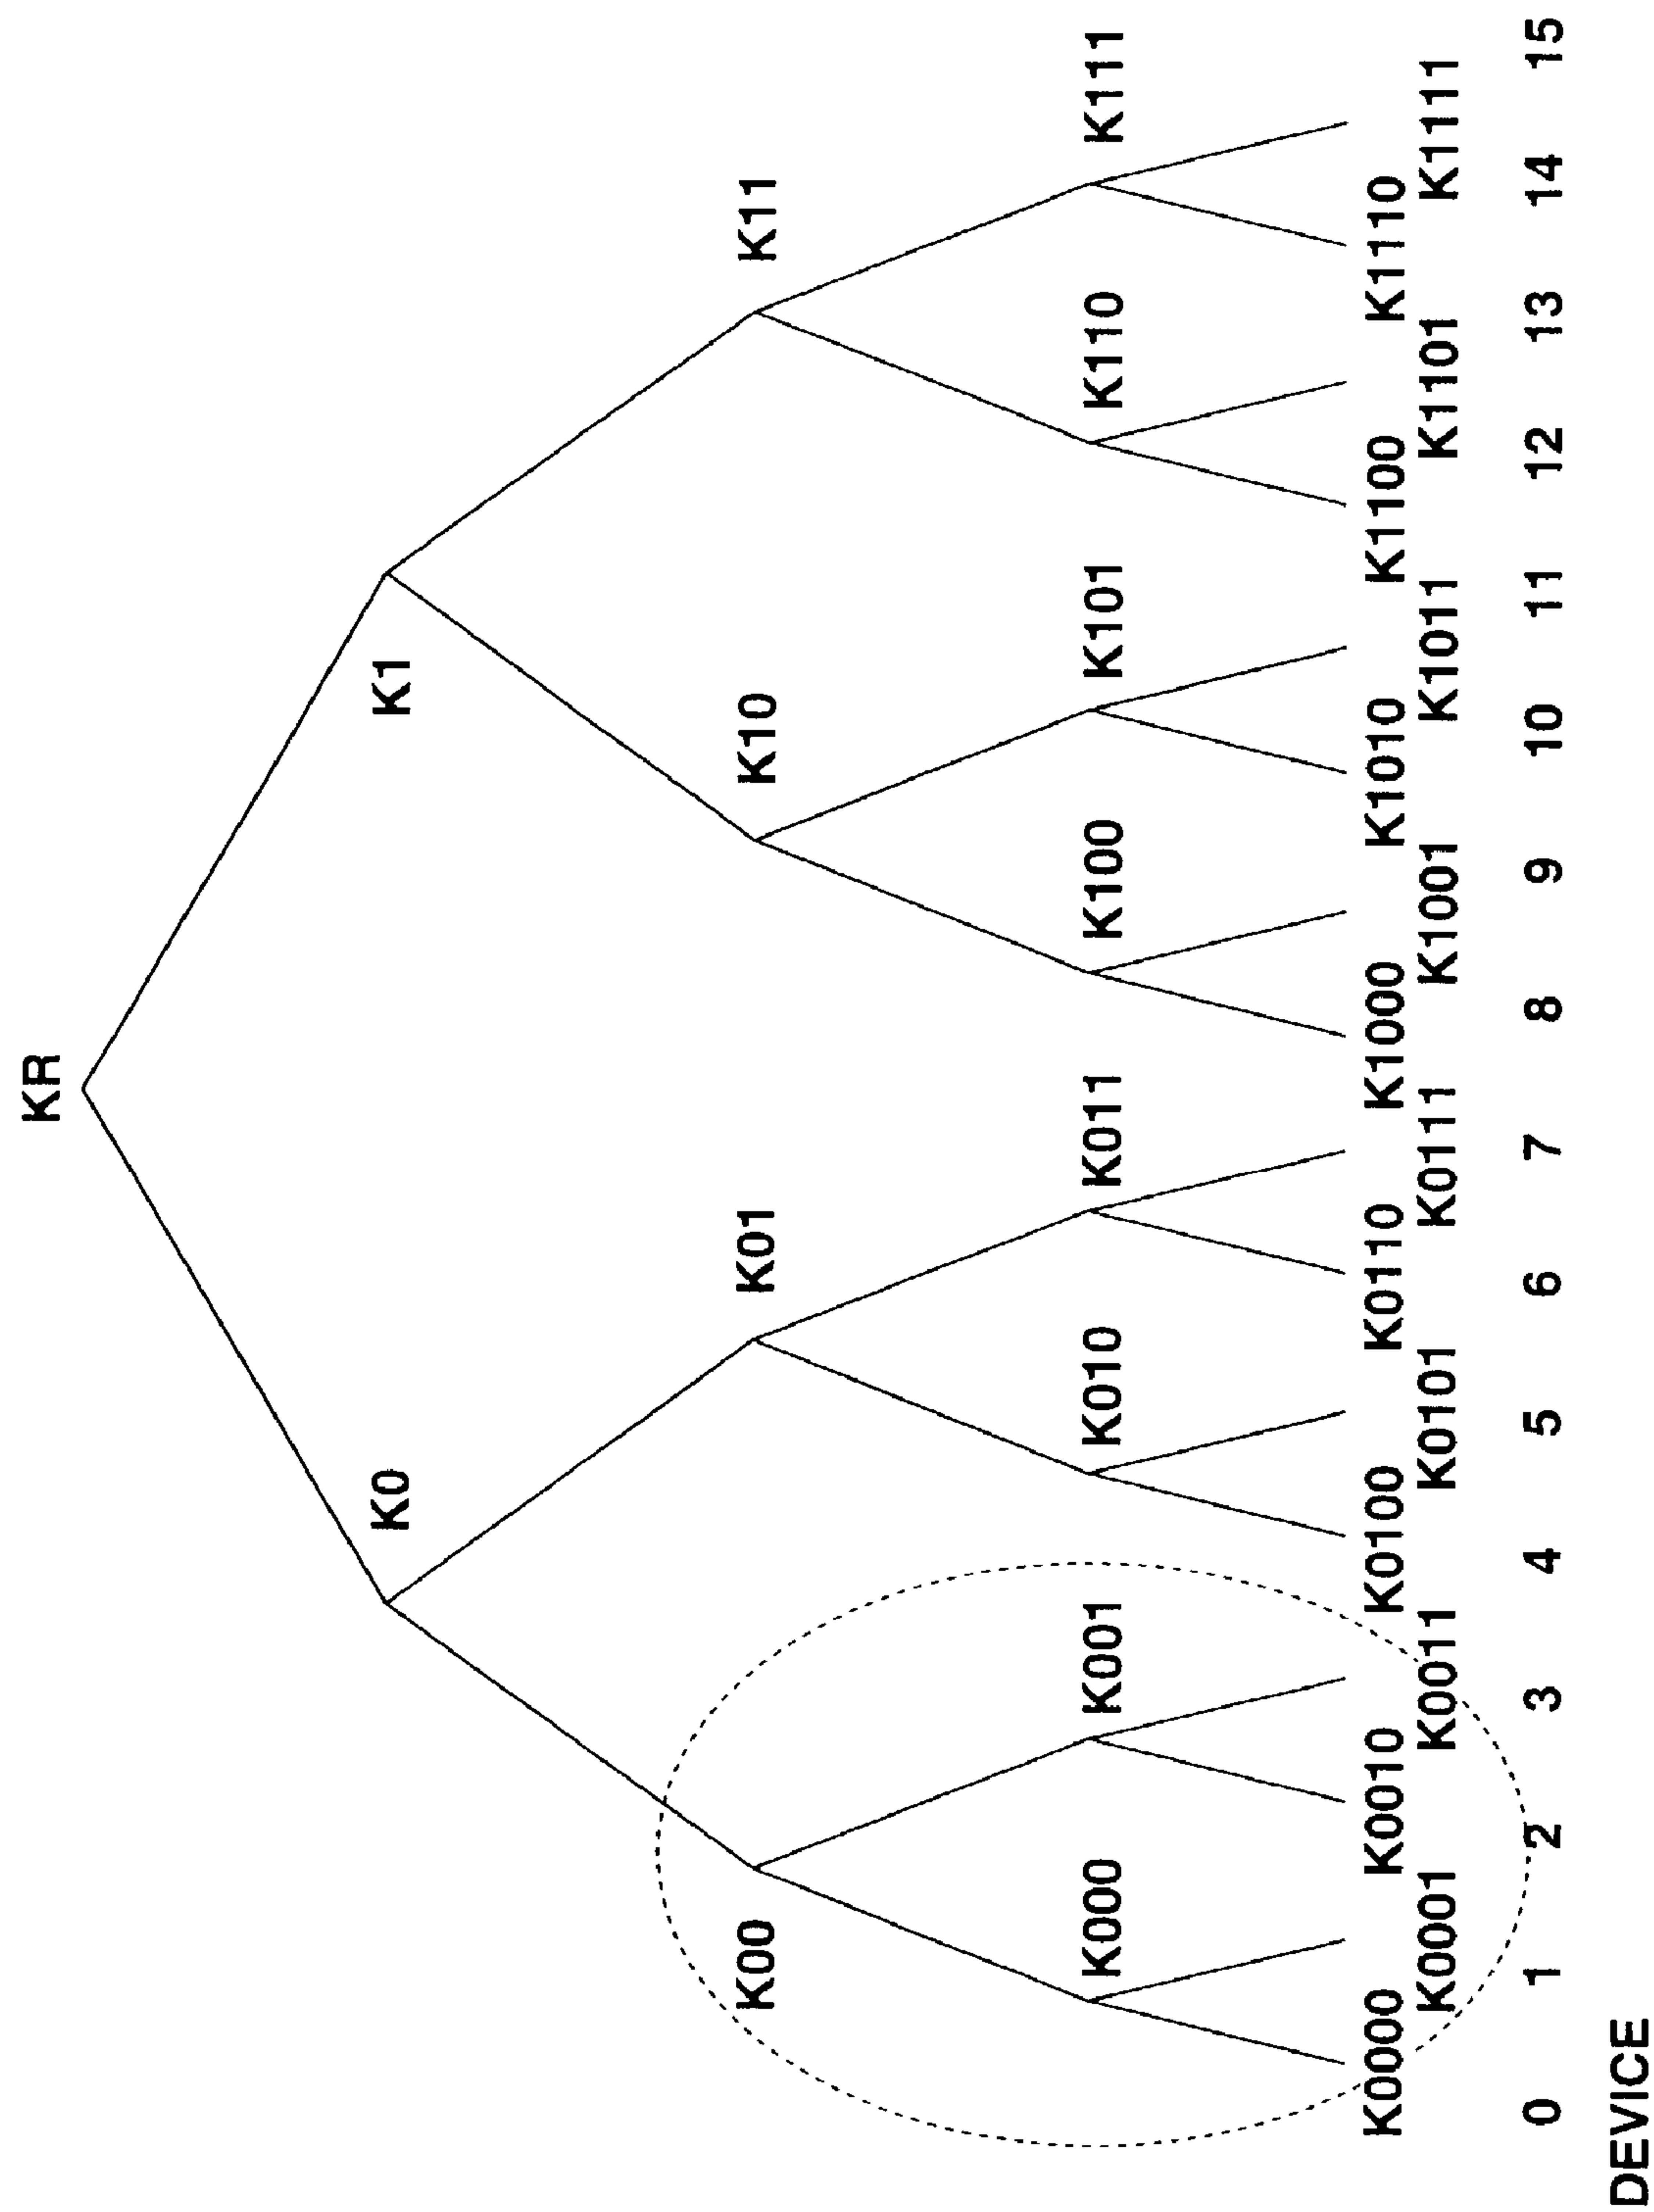 KR
K0 K1
K00 K01 K10 K11
K000 K001 K010 K011 K100 K101 K110 K111
K0000 K0010 K0100 K0110 K1000 K1010 K1100 K1110
K0001 K0011 K0101 K0111 K1001 K1011 K1101 K1111
0 1 2 3 4 5 6 7 8 9 10 11 12 13 14 15
DEVICE